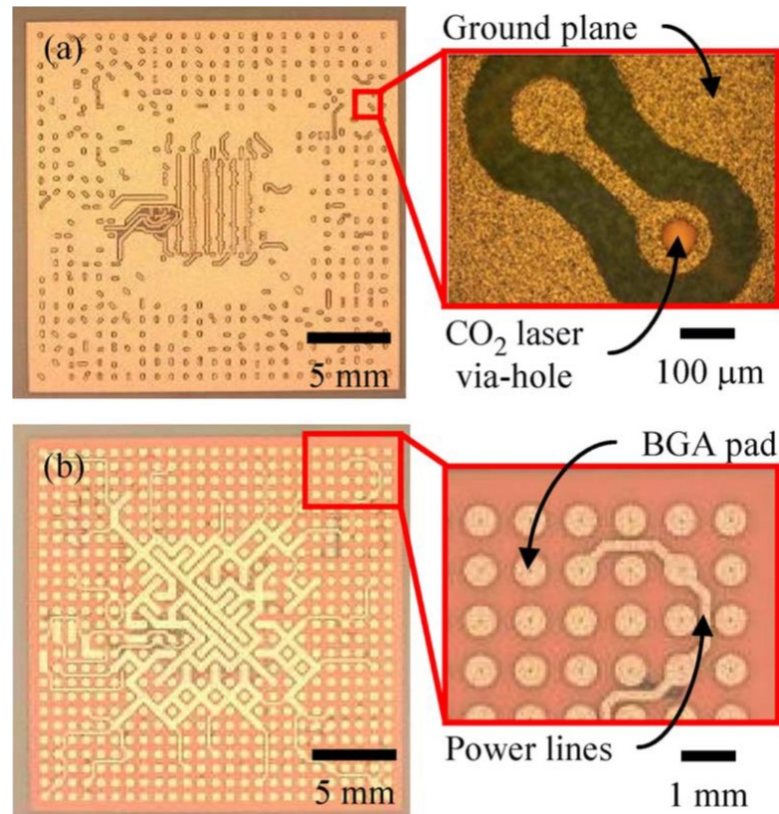 (a)
Ground plane
5 mm
CO₂ laser
via-hole
100 μm
(b)
BGA pad
5 mm
Power lines
1 mm